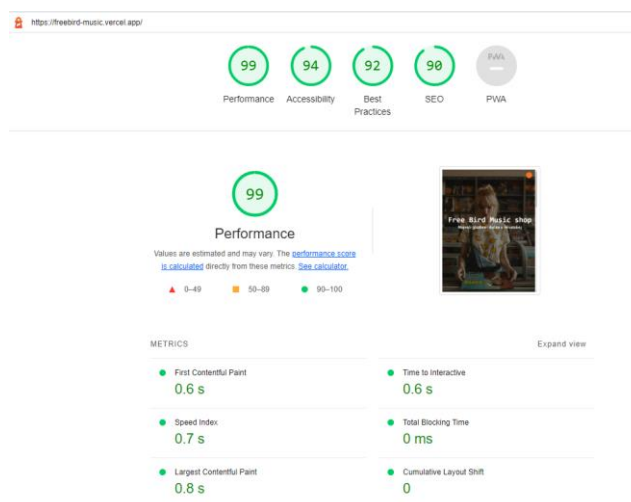 https://freebird-music.vercel.app/
99
94
92
90
PWA
Performance
Accessibility
Best
Practices
SEO
PWA
99
Performance
Values are estimated and may vary. The performance score
is calculated directly from these metrics. See calculator.
0–49
50–89
90–100
Free Bird Music shop
METRICS
Expand view
First Contentful Paint
0.6 s
Time to Interactive
0.6 s
Speed Index
0.7 s
Total Blocking Time
0 ms
Largest Contentful Paint
0.8 s
Cumulative Layout Shift
0